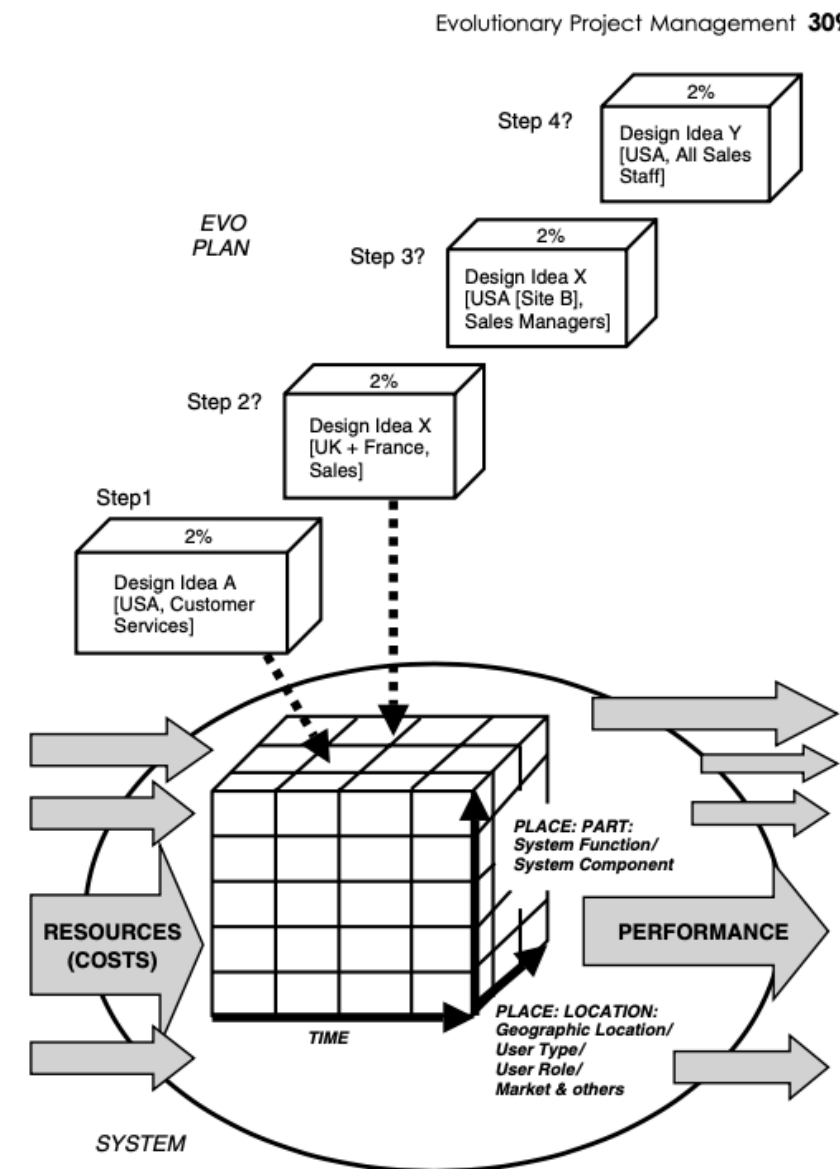 Evolutionary Project Management 309
2%
Step 4?
Design Idea Y
[USA, All Sales
Staff]
EVO
PLAN
2%
Step 3?
Design Idea X
[USA [Site B],
Sales Managers]
2%
Step 2?
Design Idea X
[UK + France,
Sales]
Step1
2%
Design Idea A
[USA, Customer
Services]
PLACE: PART:
System Function/
System Component
RESOURCES
(COSTS)
PERFORMANCE
TIME
PLACE: LOCATION:
Geographic Location/
User Type/
User Role/
Market & others
SYSTEM